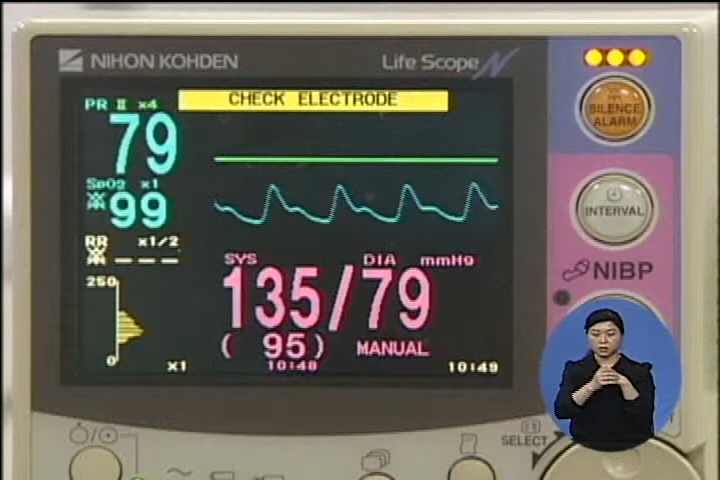 NIHON KOHDEN
Life Scope N
PR II x4
CHECK ELECTRODE
79
SpO2 x1
99
RR x1/2
---
250
0
x1
SYS DIA mmHg
135/79
( 95) MANUAL
10:48
10:49
SILENCE
ALARM
INTERVAL
NIBP
SELECT